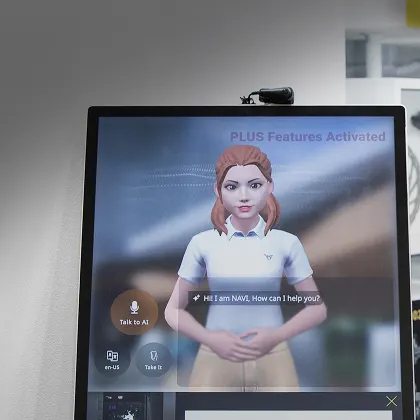 PLUS Features Activated
Hi! I am NAVI, How can I help you?
Talk to AI
en-US
Take It